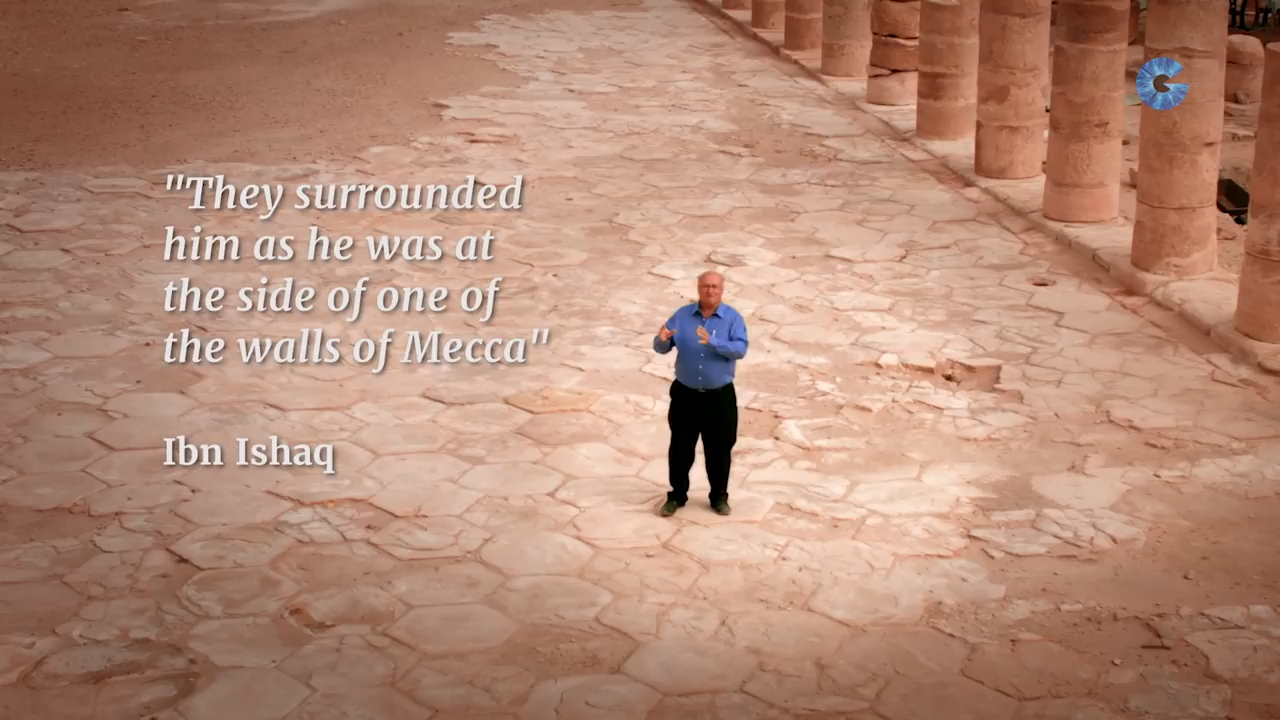 "They surrounded
him as he was at
the side of one of
the walls of Mecca"
Ibn Ishaq